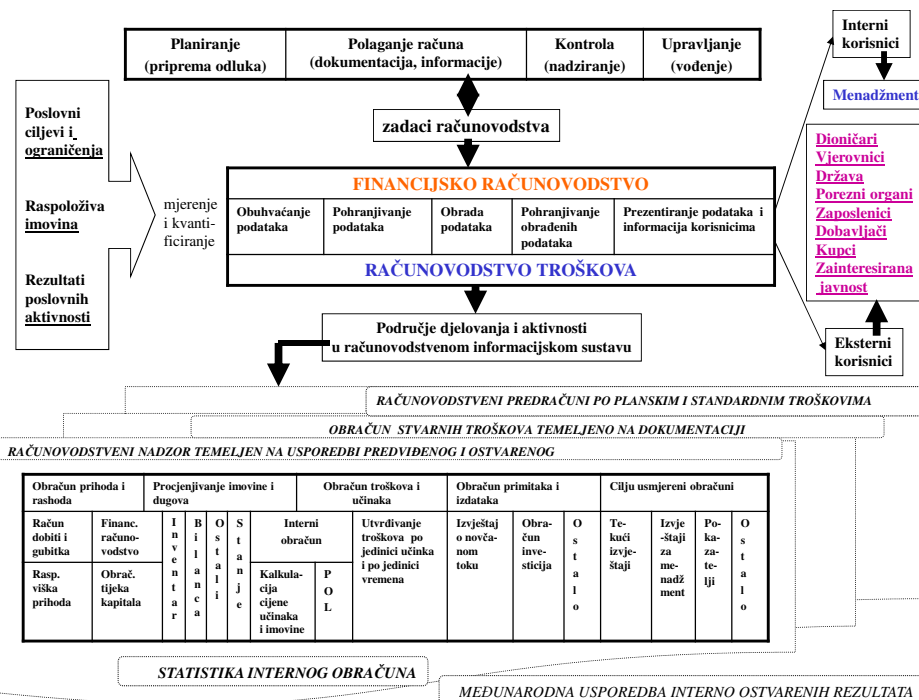 Planiranje
(priprema odluka)
Polaganje računa
(dokumentacija, informacije)
Kontrola
(nadziranje)
Upravljanje
(vođenje)
Interni
korisnici
Menadžment
zadaci računovodstva
Poslovni
ciljevi i
ograničenja
Raspoloživa
imovina
Rezultati
poslovnih
aktivnosti
mjerenje
i kvanti-
ficiranje
FINANCIJSKO RAČUNOVODSTVO
Obuhvaćanje
podataka
Pohranjivanje
podataka
Obrada
podataka
Pohranjivanje
obrađenih
podataka
Prezentiranje podataka i
informacija korisnicima
RAČUNOVODSTVO TROŠKOVA
Dioničari
Vjerovnici
Država
Porezni organi
Zaposlenici
Dobavljači
Kupci
Zainteresirana
javnost
Eksterni
korisnici
Područje djelovanja i aktivnosti
u računovodstvenom informacijskom sustavu
RAČUNOVODSTVENI PREDRAČUNI PO PLANSKIM I STANDARDNIM TROŠKOVIMA
OBRAČUN STVARNIH TROŠKOVA TEMELJENO NA DOKUMENTACIJI
RAČUNOVODSTVENI NADZOR TEMELJEN NA USPOREDBI PREDVIĐENOG I OSTVARENOG
Obračun prihoda i
rashoda
Procjenjivanje imovine i
dugova
Obračun troškova i
učinaka
Obračun primitaka i
izdataka
Cilju usmjereni obračuni
Račun
dobiti i
gubitka
Financ.
računo-
vodstvo
Rasp.
viška
prihoda
Obrač.
tijeka
kapitala
I
n
v
e
n
t
a
r
B
i
l
a
n
c
a
O
s
t
a
l
i
S
t
a
n
j
e
Interni
obračun
Kalkula-
cija
cijene
učinaka
i imovine
P
O
L
Utvrđivanje
troškova po
jedinici učinka
i po jedinici
vremena
Izvještaj
o novča-
nom
toku
Obra-
čun
inve-
sticija
O
s
t
a
l
o
Te-
kući
izvje-
štaji
Izvje
-štaji
za
me-
nadž
ment
Po-
ka-
za-
te-
lji
O
s
t
a
l
o
STATISTIKA INTERNOG OBRAČUNA
MEĐUNARODNA USPOREDBA INTERNO OSTVARENIH REZULTATA